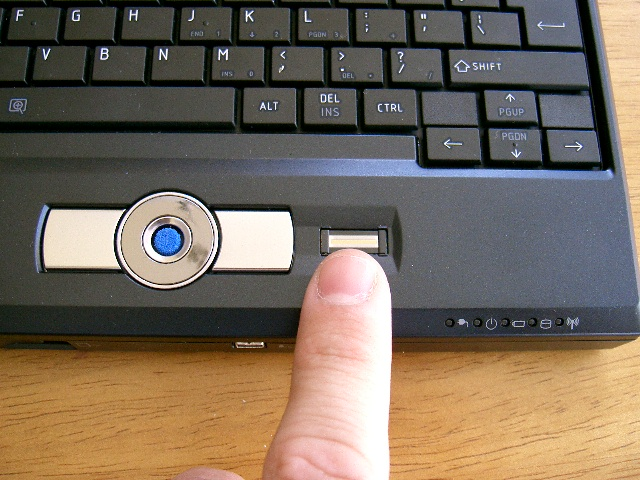 F G H J K L : ; " ' | \
END 1 ↓ 2 PGDN 3
V B N M < , > . ? /
INS 0 DEL
SHIFT
ALT DEL CTRL
INS
↑
PGUP
← PGDN →
↓